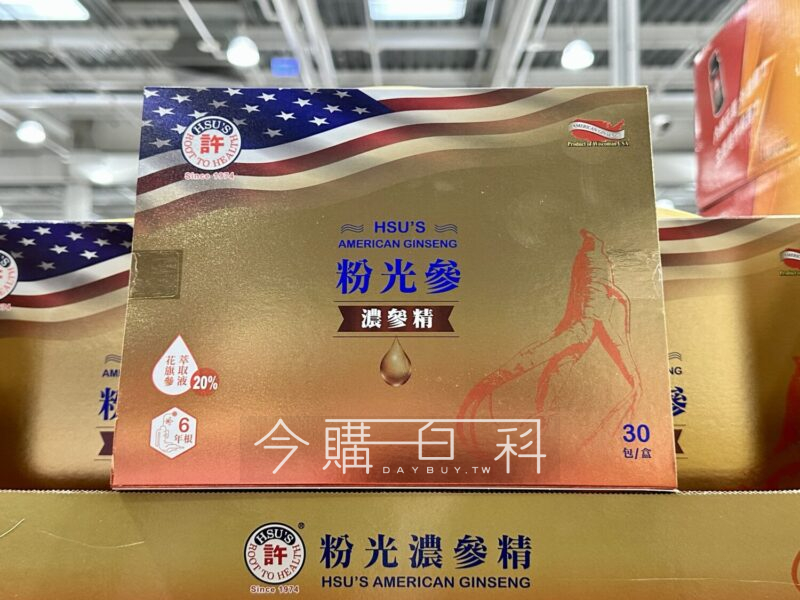 HSU'S
許
ROOT TO HEALTH
Since 1974
AMERICAN GINSENG
Product of Wisconsin USA
HSU'S
AMERICAN GINSENG
粉光參
濃參精
花旗參
萃取液
20%
6
年根
30
包/盒
今購百科
DAYBUY.TW
HSU'S
許
ROOT TO HEALTH
Since 1974
®
粉光濃參精
HSU'S AMERICAN GINSENG